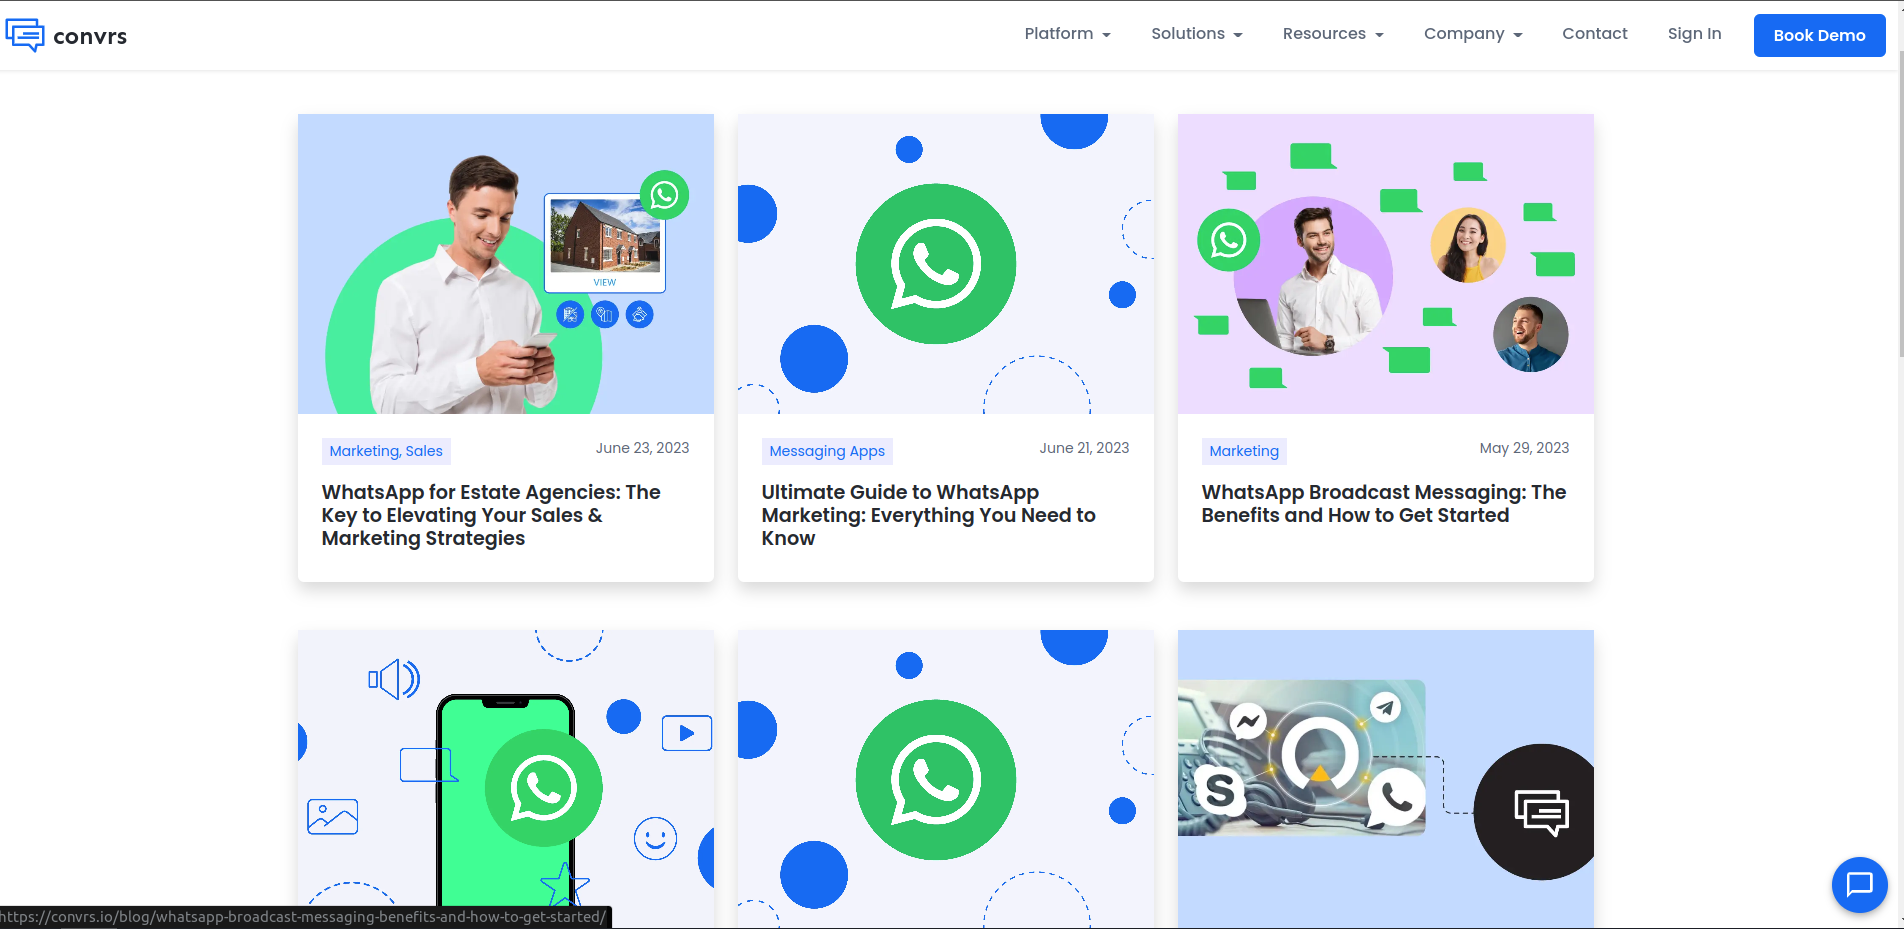 convrs
Platform
Solutions
Resources
Company
Contact
Sign In
Book Demo
VIEW
Marketing, Sales
June 23, 2023
WhatsApp for Estate Agencies: The
Key to Elevating Your Sales &
Marketing Strategies
Messaging Apps
June 21, 2023
Ultimate Guide to WhatsApp
Marketing: Everything You Need to
Know
Marketing
May 29, 2023
WhatsApp Broadcast Messaging: The
Benefits and How to Get Started
S
https://convrs.io/blog/whatsapp-broadcast-messaging-benefits-and-how-to-get-started/